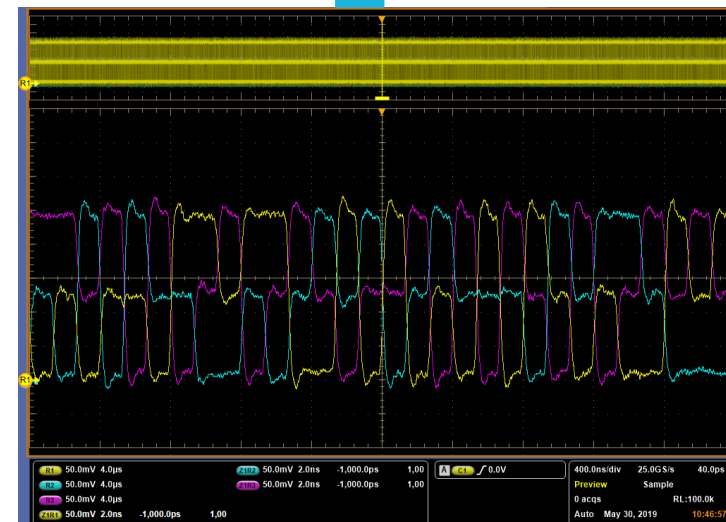 R1
R1
R1 50.0mV 4.0µs
R2 50.0mV 4.0µs
R3 50.0mV 4.0µs
Z1R1 50.0mV 2.0ns -1,000.0ps 1,00
Z1R2 50.0mV 2.0ns -1,000.0ps 1,00
Z1R3 50.0mV 2.0ns -1,000.0ps 1,00
A C1 0.0V
400.0ns/div 25.0GS/s 40.0ps
Preview Sample
0 acqs RL:100.0k
Auto May 30, 2019 10:46:57